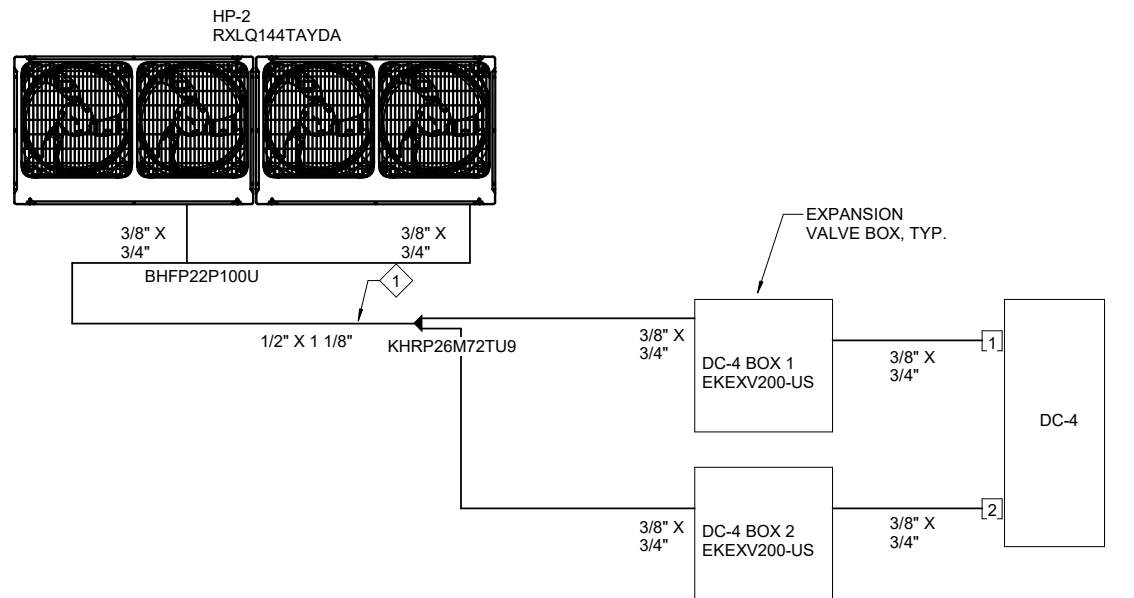 HP-2
RXLQ144TAYDA
3/8" X
3/4"
3/8" X
3/4"
BHFP22P100U
1
1/2" X 1 1/8"
KHRP26M72TU9
EXPANSION
VALVE BOX, TYP.
3/8" X
3/4"
DC-4 BOX 1
EKEXV200-US
3/8" X
3/4"
1
DC-4
3/8" X
3/4"
DC-4 BOX 2
EKEXV200-US
3/8" X
3/4"
2